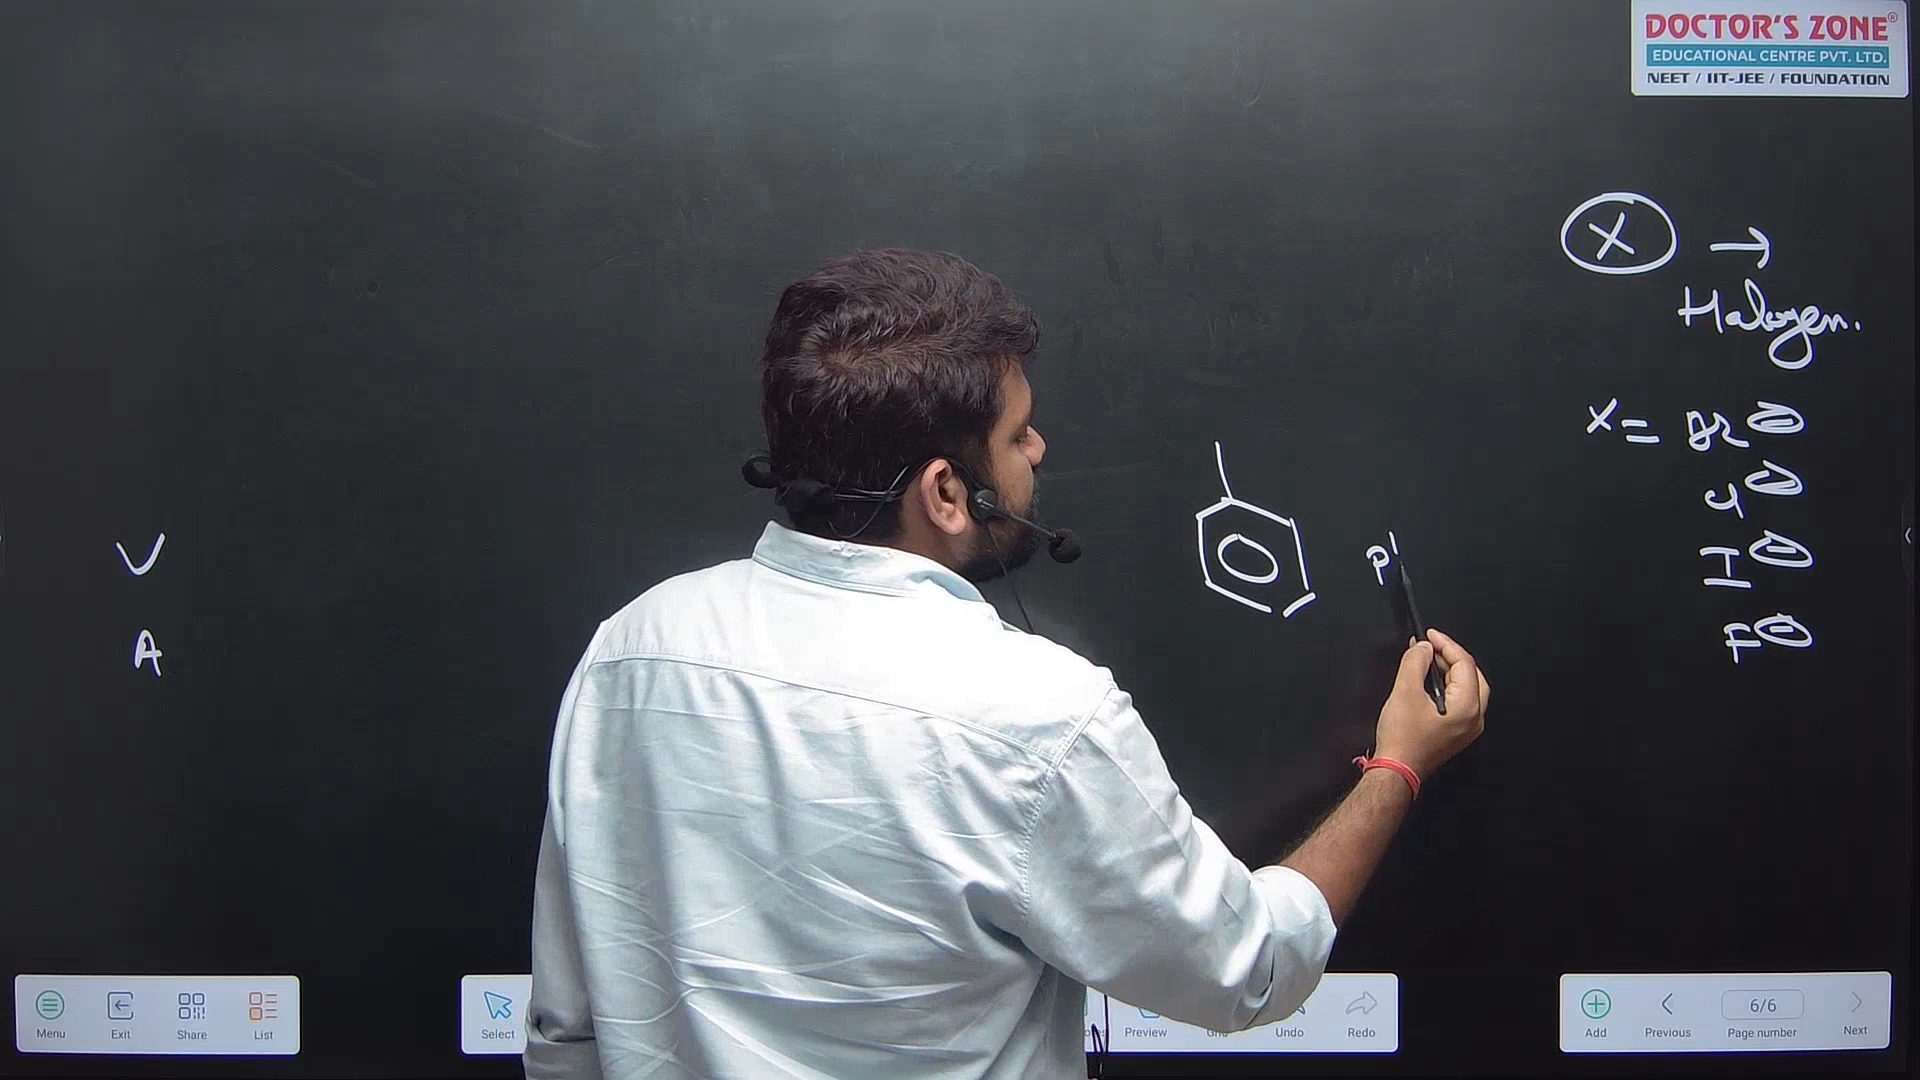 DOCTOR'S ZONE®
EDUCATIONAL CENTRE PVT. LTD.
NEET / IIT-JEE / FOUNDATION
X →
Halogen.
X = Br ⊖
Cl ⊖
I ⊖
F ⊖
V
A
Menu
Exit
Share
List
Select
Preview
Undo
Redo
Add
Previous
6/6
Page number
Next